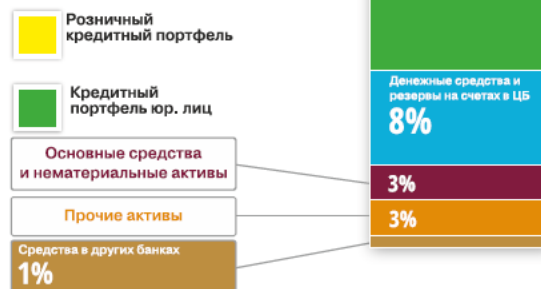 Розничный
кредитный портфель
Кредитный
портфель юр. лиц
Денежные средства и
резервы на счетах в ЦБ
8%
Основные средства
и нематериальные активы
3%
Прочие активы
3%
Средства в других банках
1%